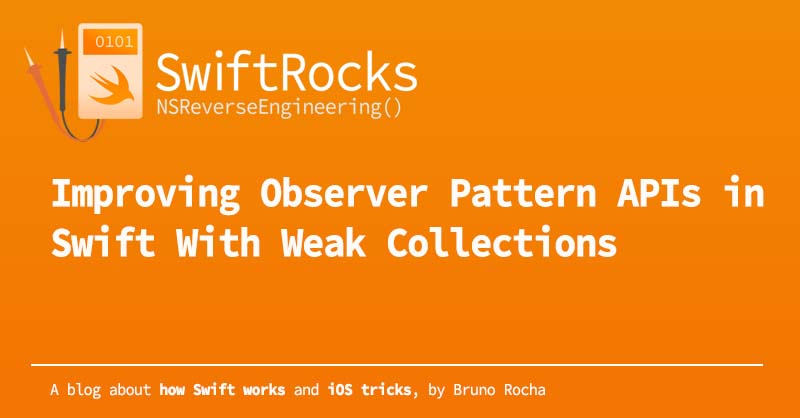 0101
SwiftRocks
NSReverseEngineering()
Improving Observer Pattern APIs in
Swift With Weak Collections
A blog about how Swift works and iOS tricks, by Bruno Rocha